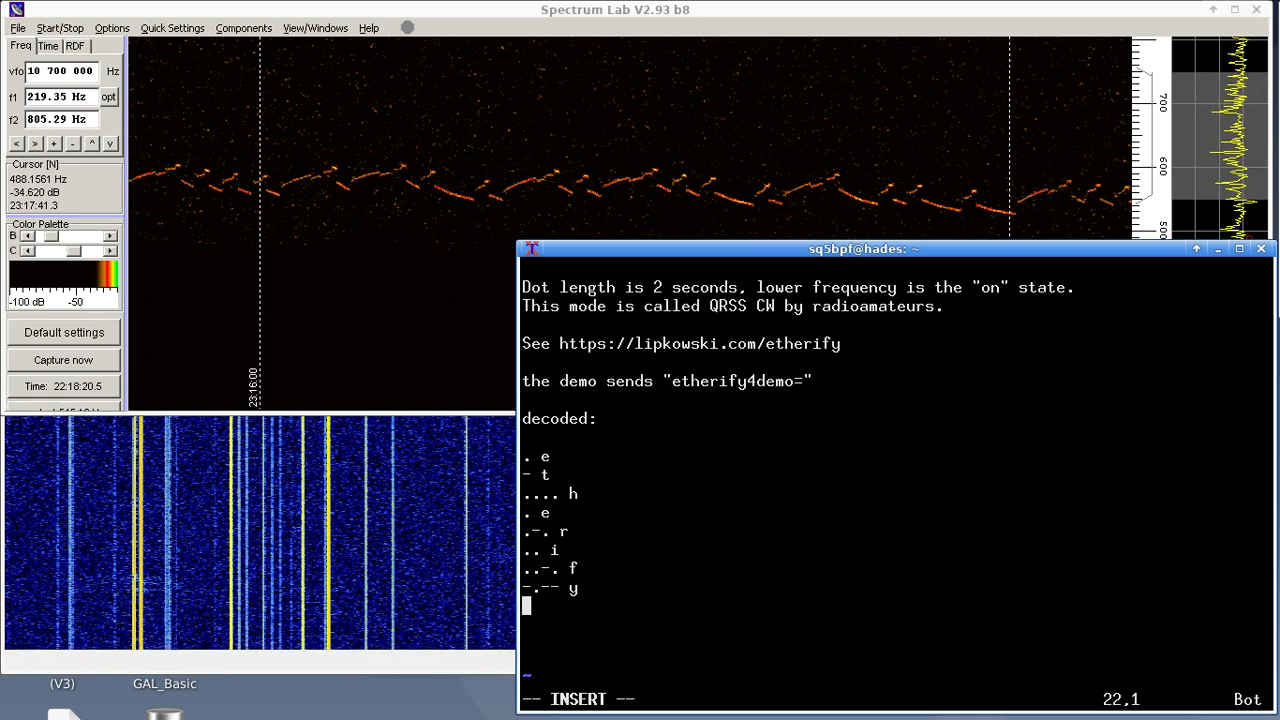 Spectrum Lab V2.93 b8
File Start/Stop Options Quick Settings Components View/Windows Help
Freq Time RDF
vfo 10 700 000 Hz
f1 219.35 Hz opt
f2 805.29 Hz
< > + - ^ v
Cursor [N]
488.1561 Hz
-34.620 dB
23:17:41.3
Color Palette
B < >
C < >
-100 dB -50
Default settings
Capture now
Time: 22:18:20.5
23:16:00
700
600
500
sq5bpf@hades: ~
Dot length is 2 seconds, lower frequency is the "on" state.
This mode is called QRSS CW by radioamateurs.
See https://lipkowski.com/etherify
the demo sends "etherify4demo="
decoded:
. e
- t
.... h
. e
.-. r
.. i
..-. f
-.-- y
~
-- INSERT -- 22,1 Bot
(V3) GAL_Basic